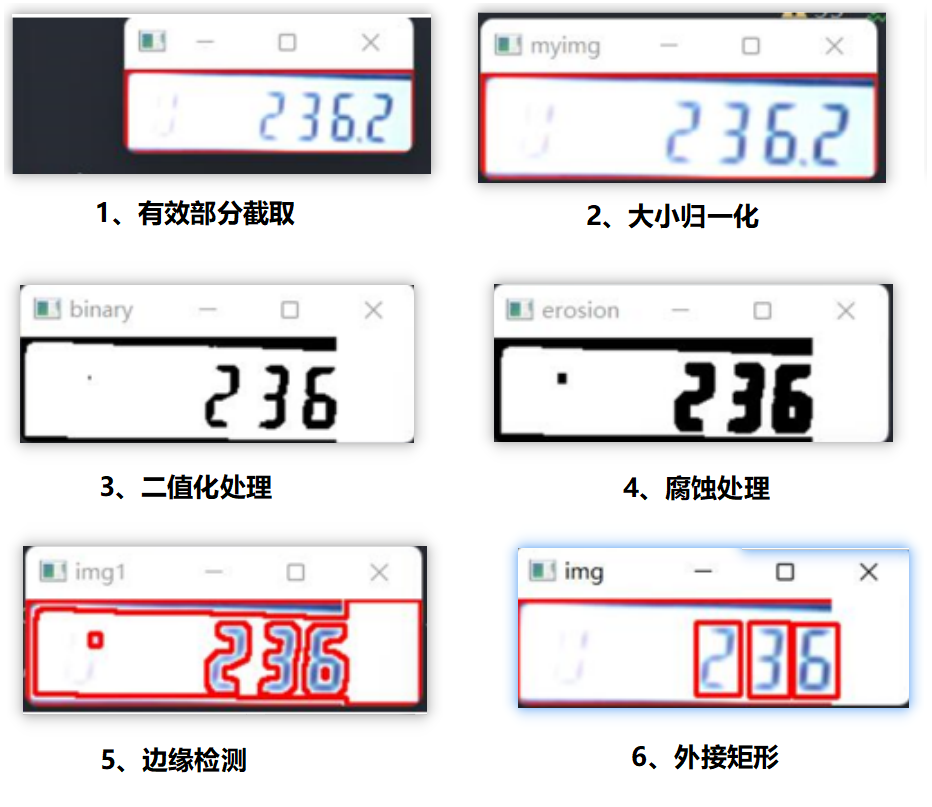 236.2
myimg
236.2
1、有效部分截取
2、大小归一化
binary
236
erosion
236
3、二值化处理
4、腐蚀处理
img1
236
img
236
5、边缘检测
6、外接矩形